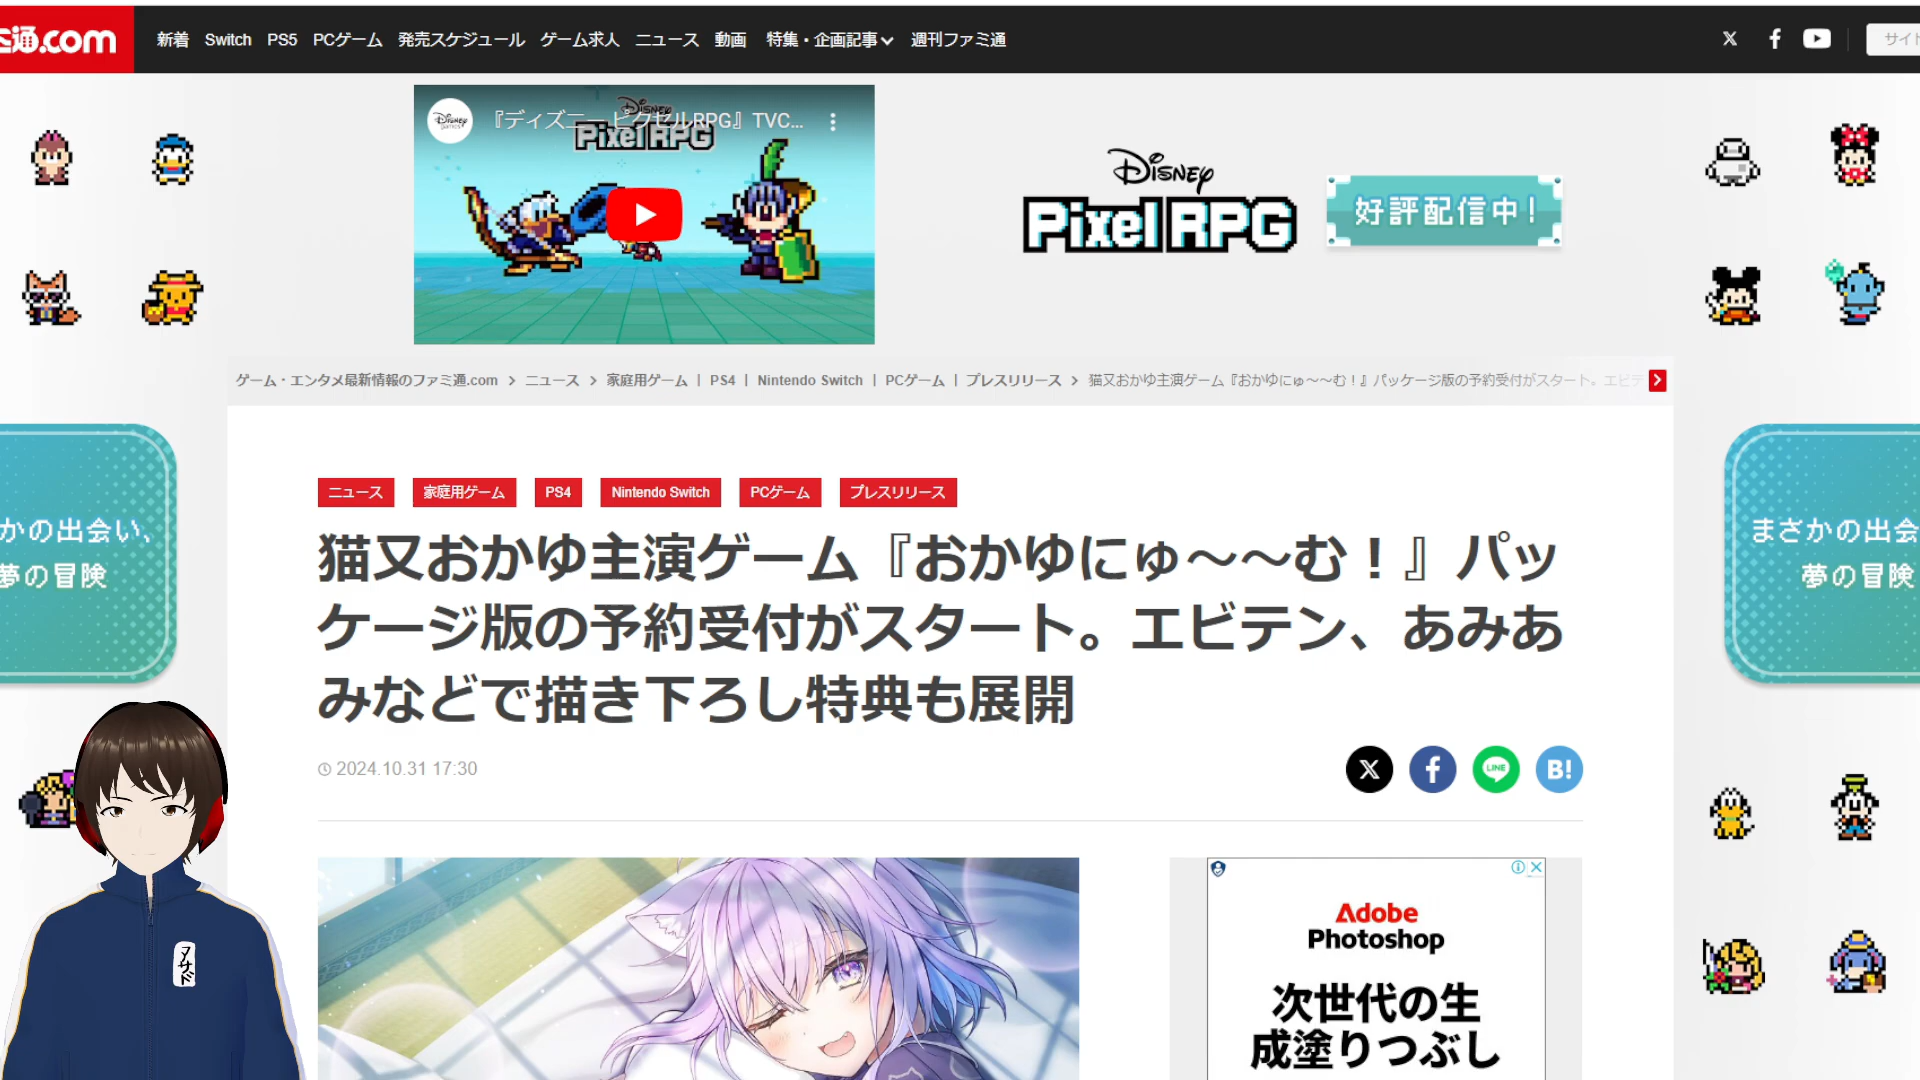 ミ通.com
新着 Switch PS5 PCゲーム 発売スケジュール ゲーム求人 ニュース 動画 特集・企画記事 週刊ファミ通
サイト
Disney games
『ディズニー ピクセルRPG』TVC...
Disney
Pixel RPG
Disney
Pixel RPG
好評配信中!
ゲーム・エンタメ最新情報のファミ通.com > ニュース > 家庭用ゲーム | PS4 | Nintendo Switch | PCゲーム | プレスリリース > 猫又おかゆ主演ゲーム『おかゆにゅ～～む！』パッケージ版の予約受付がスタート。エビテ
かの出会い、
夢の冒険
まさかの出会
夢の冒険
ニュース 家庭用ゲーム PS4 Nintendo Switch PCゲーム プレスリリース
猫又おかゆ主演ゲーム『おかゆにゅ～～む！』パッ
ケージ版の予約受付がスタート。エビテン、あみあ
みなどで描き下ろし特典も展開
2024.10.31 17:30
LINE
B!
Adobe
Photoshop
次世代の生
成塗りつぶし
アサド